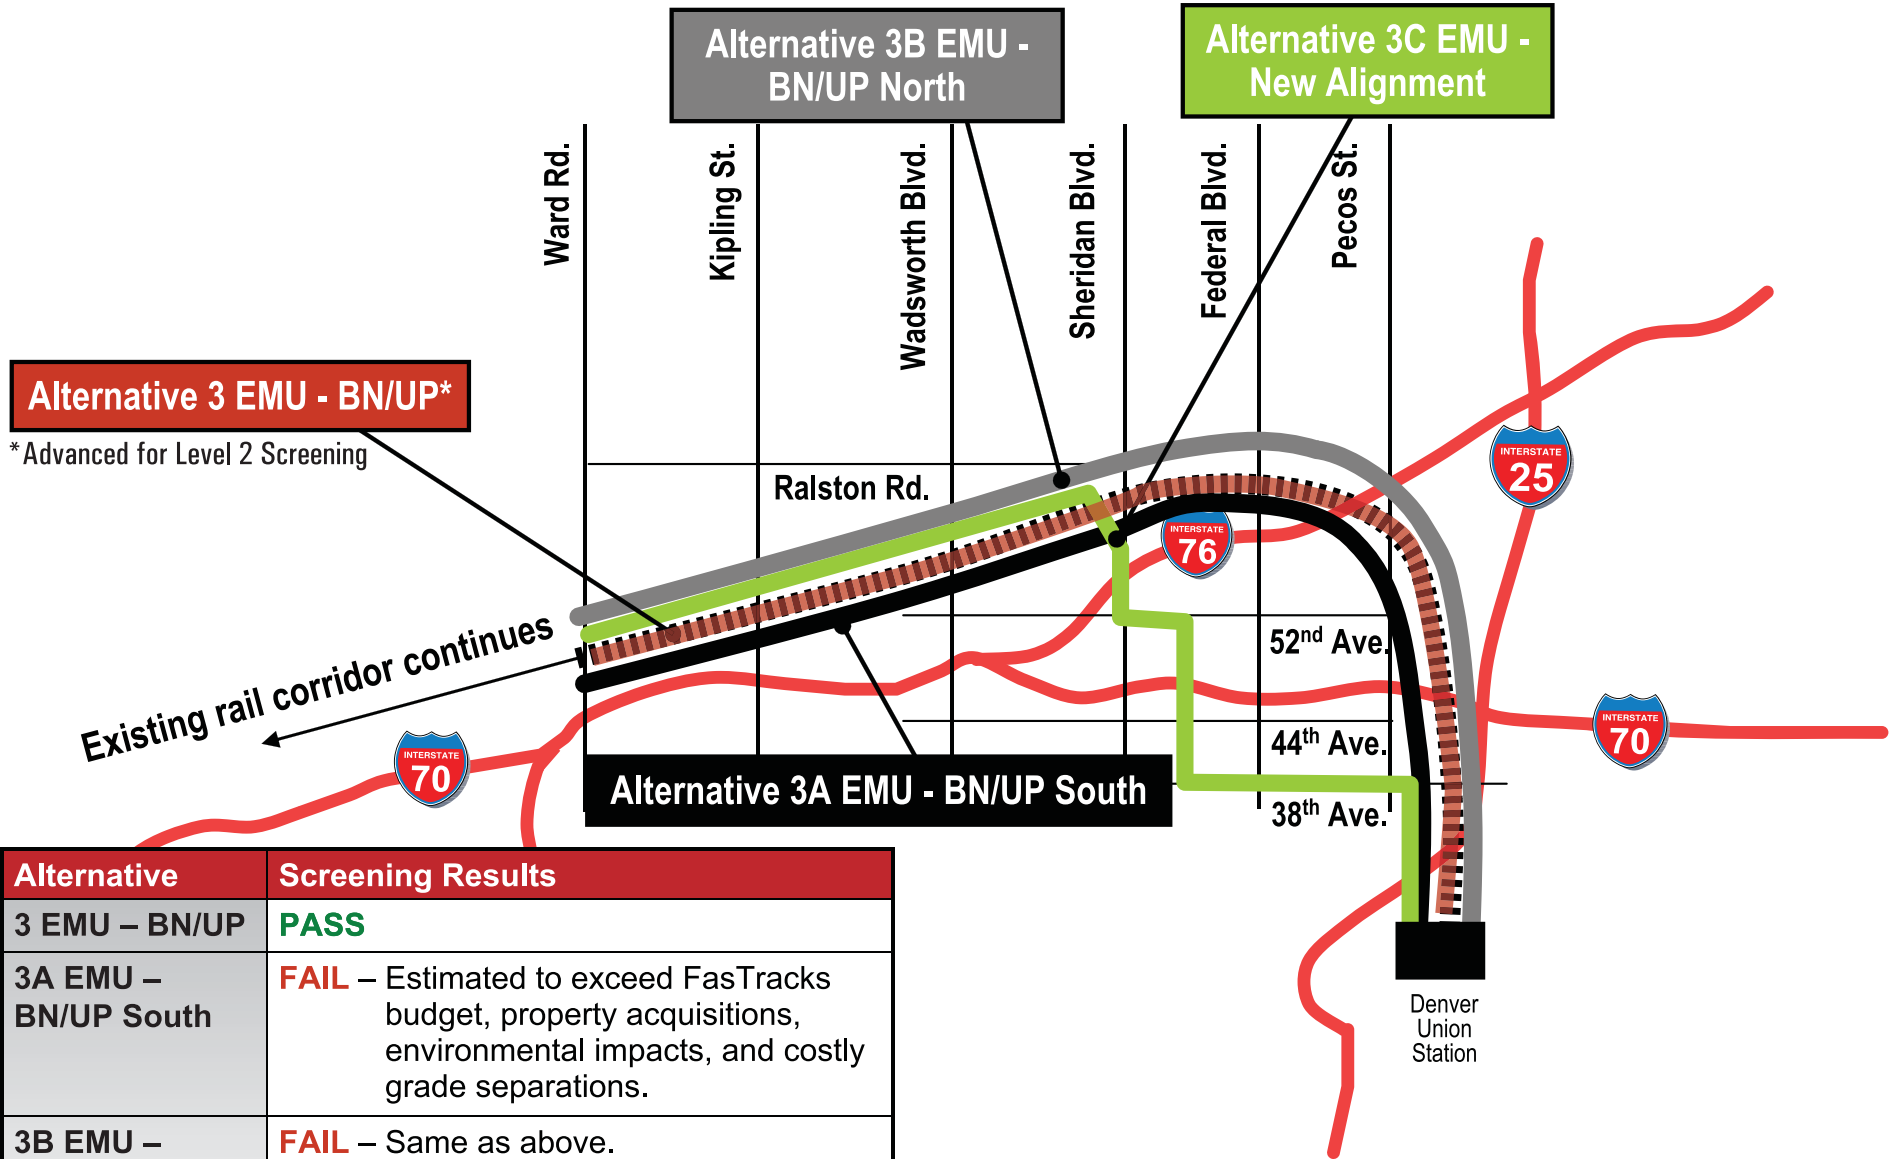 Alternative 3B EMU -
BN/UP North
Alternative 3C EMU -
New Alignment
Ward Rd.
Kipling St.
Wadsworth Blvd.
Sheridan Blvd.
Federal Blvd.
Pecos St.
Alternative 3 EMU - BN/UP*
*Advanced for Level 2 Screening
Ralston Rd.
INTERSTATE
25
INTERSTATE
76
Existing rail corridor continues
52nd Ave.
INTERSTATE
70
44th Ave.
INTERSTATE
70
Alternative 3A EMU - BN/UP South
38th Ave.
Denver
Union
Station
Alternative
Screening Results
3 EMU – BN/UP
PASS
3A EMU –
BN/UP South
FAIL – Estimated to exceed FasTracks
budget, property acquisitions,
environmental impacts, and costly
grade separations.
3B EMU –
FAIL – Same as above.